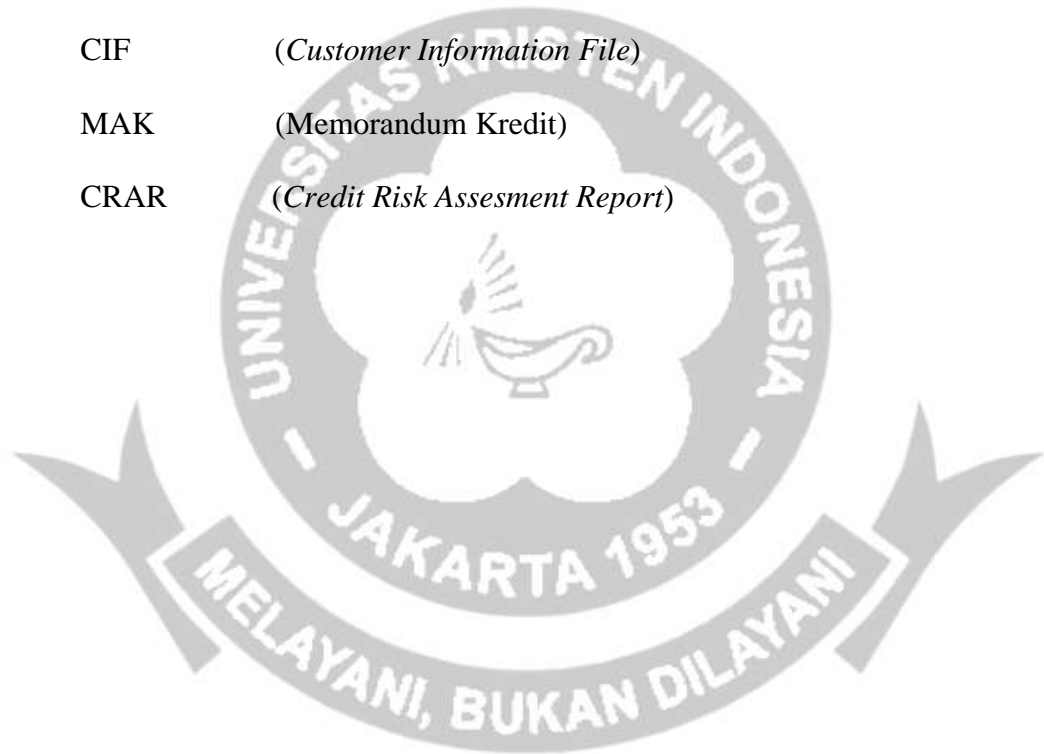 CIF (Customer Information File)
MAK (Memorandum Kredit)
CRAR (Credit Risk Assesment Report)
UNIVERSITAS KRISTEN INDONESIA
– JAKARTA 1953 –
MELAYANI, BUKAN DILAYANI